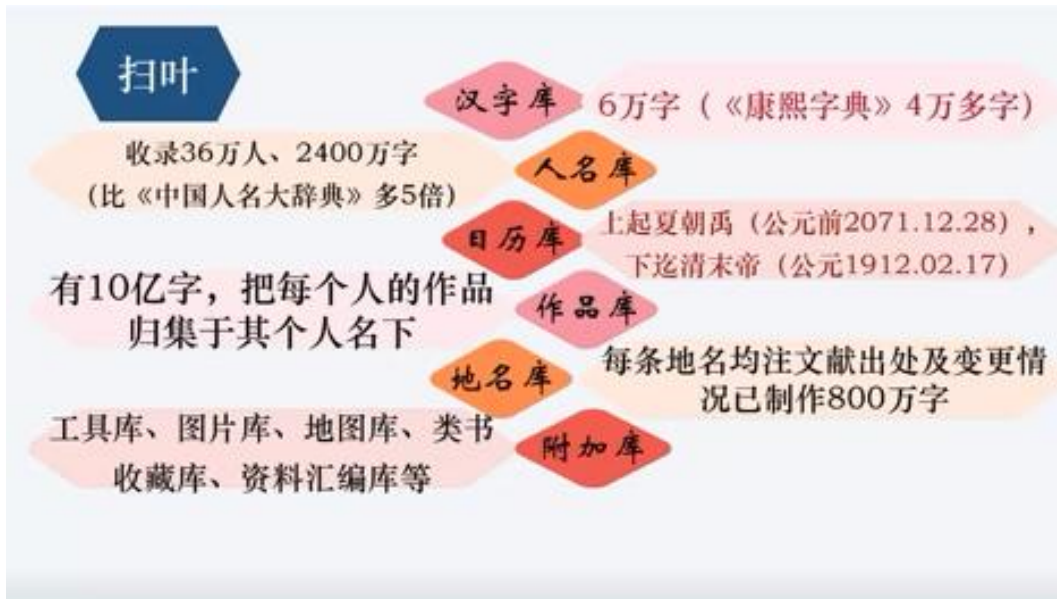 扫叶
汉字库
6万字（《康熙字典》4万多字）
收录36万人、2400万字
（比《中国人名大辞典》多5倍）
人名库
日历库
上起夏朝禹（公元前2071.12.28），
下迄清末帝（公元1912.02.17）
有10亿字，把每个人的作品
归集于其个人名下
作品库
地名库
每条地名均注文献出处及变更情
况已制作800万字
工具库、图片库、地图库、类书
收藏库、资料汇编库等
附加库